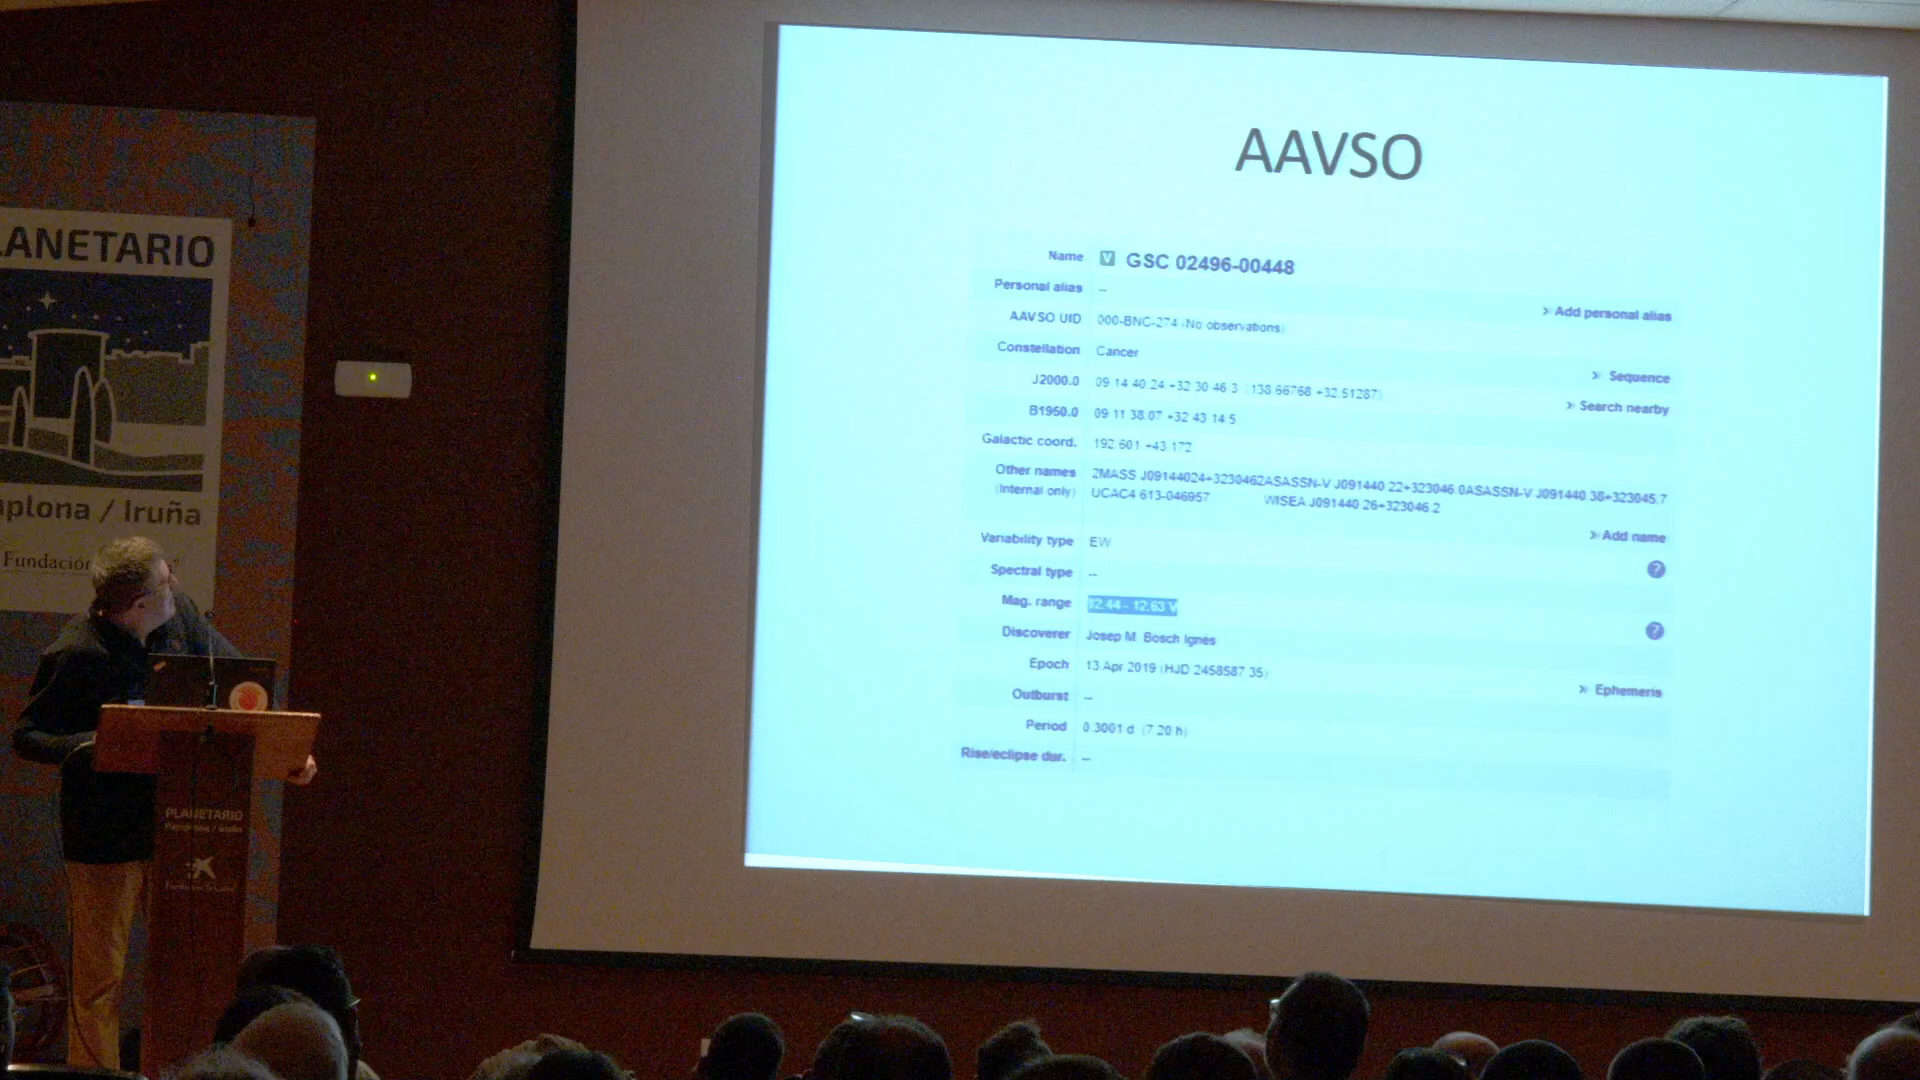 AAVSO
Name V GSC 02496-00448
Personal alias --
> Add personal alias
AAVSO UID 000-BNC-274 (No observations)
Constellation Cancer
> Sequence
J2000.0 09 14 40.24 +32 30 46.3 (138.66768 +32.51287)
> Search nearby
B1950.0 09 11 38.07 +32 43 14.5
Galactic coord. 192.601 +43.172
Other names 2MASS J09144024+3230462ASASSN-V J091440.22+323046.0ASASSN-V J091440.38+323045.7
(Internal only) UCAC4 613-046957 WISEA J091440.26+323046.2
> Add name
Variability type EW
?
Spectral type --
Mag. range 12.44 - 12.63 V
?
Discoverer Josep M. Bosch Ignes
Epoch 13 Apr 2019 (HJD 2458587.35)
> Ephemeris
Outburst --
Period 0.3001 d (7.20 h)
Rise/eclipse dur. --
LANETARIO
plona / Iruña
Fundación
PLANETARIO
Pamplona / Iruña